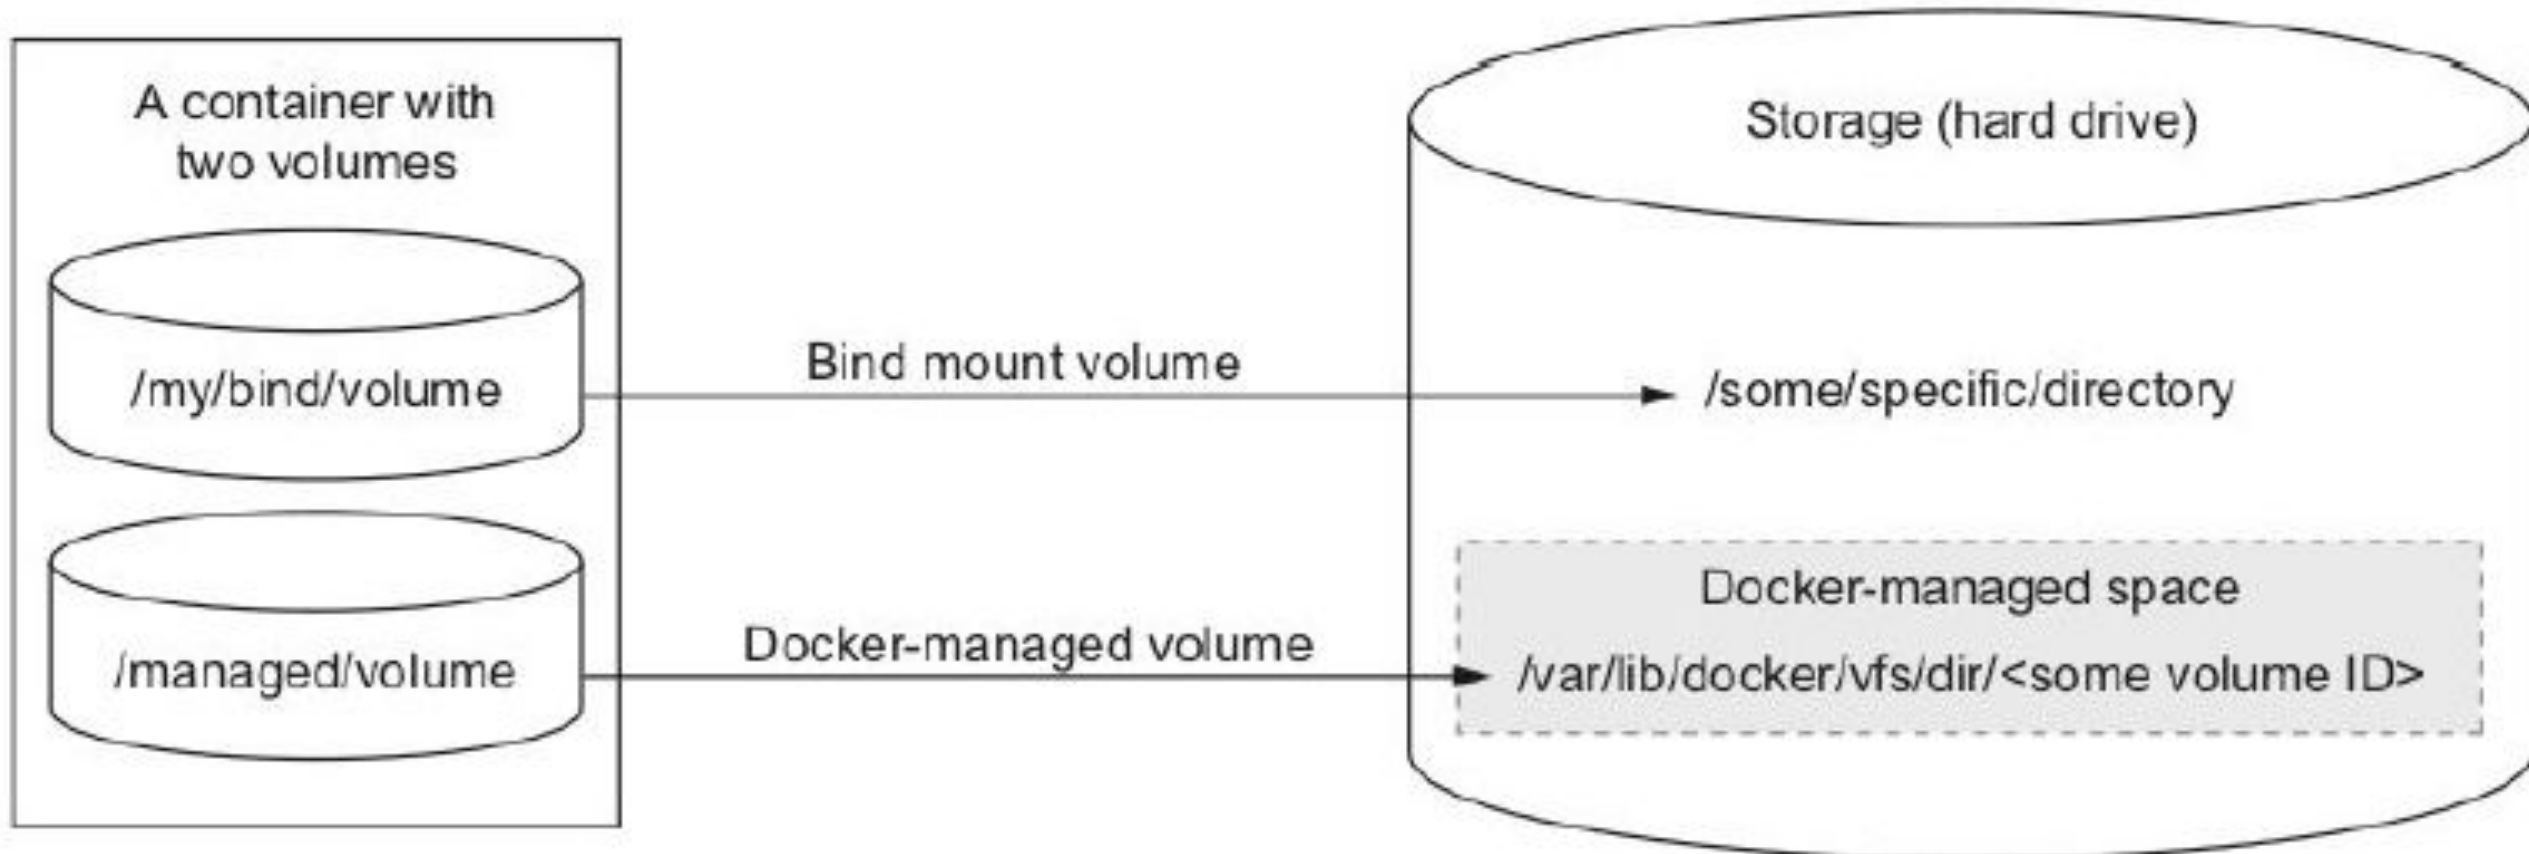 A container with
two volumes
Storage (hard drive)
/my/bind/volume
Bind mount volume
/some/specific/directory
/managed/volume
Docker-managed volume
Docker-managed space
/var/lib/docker/vfs/dir/<some volume ID>